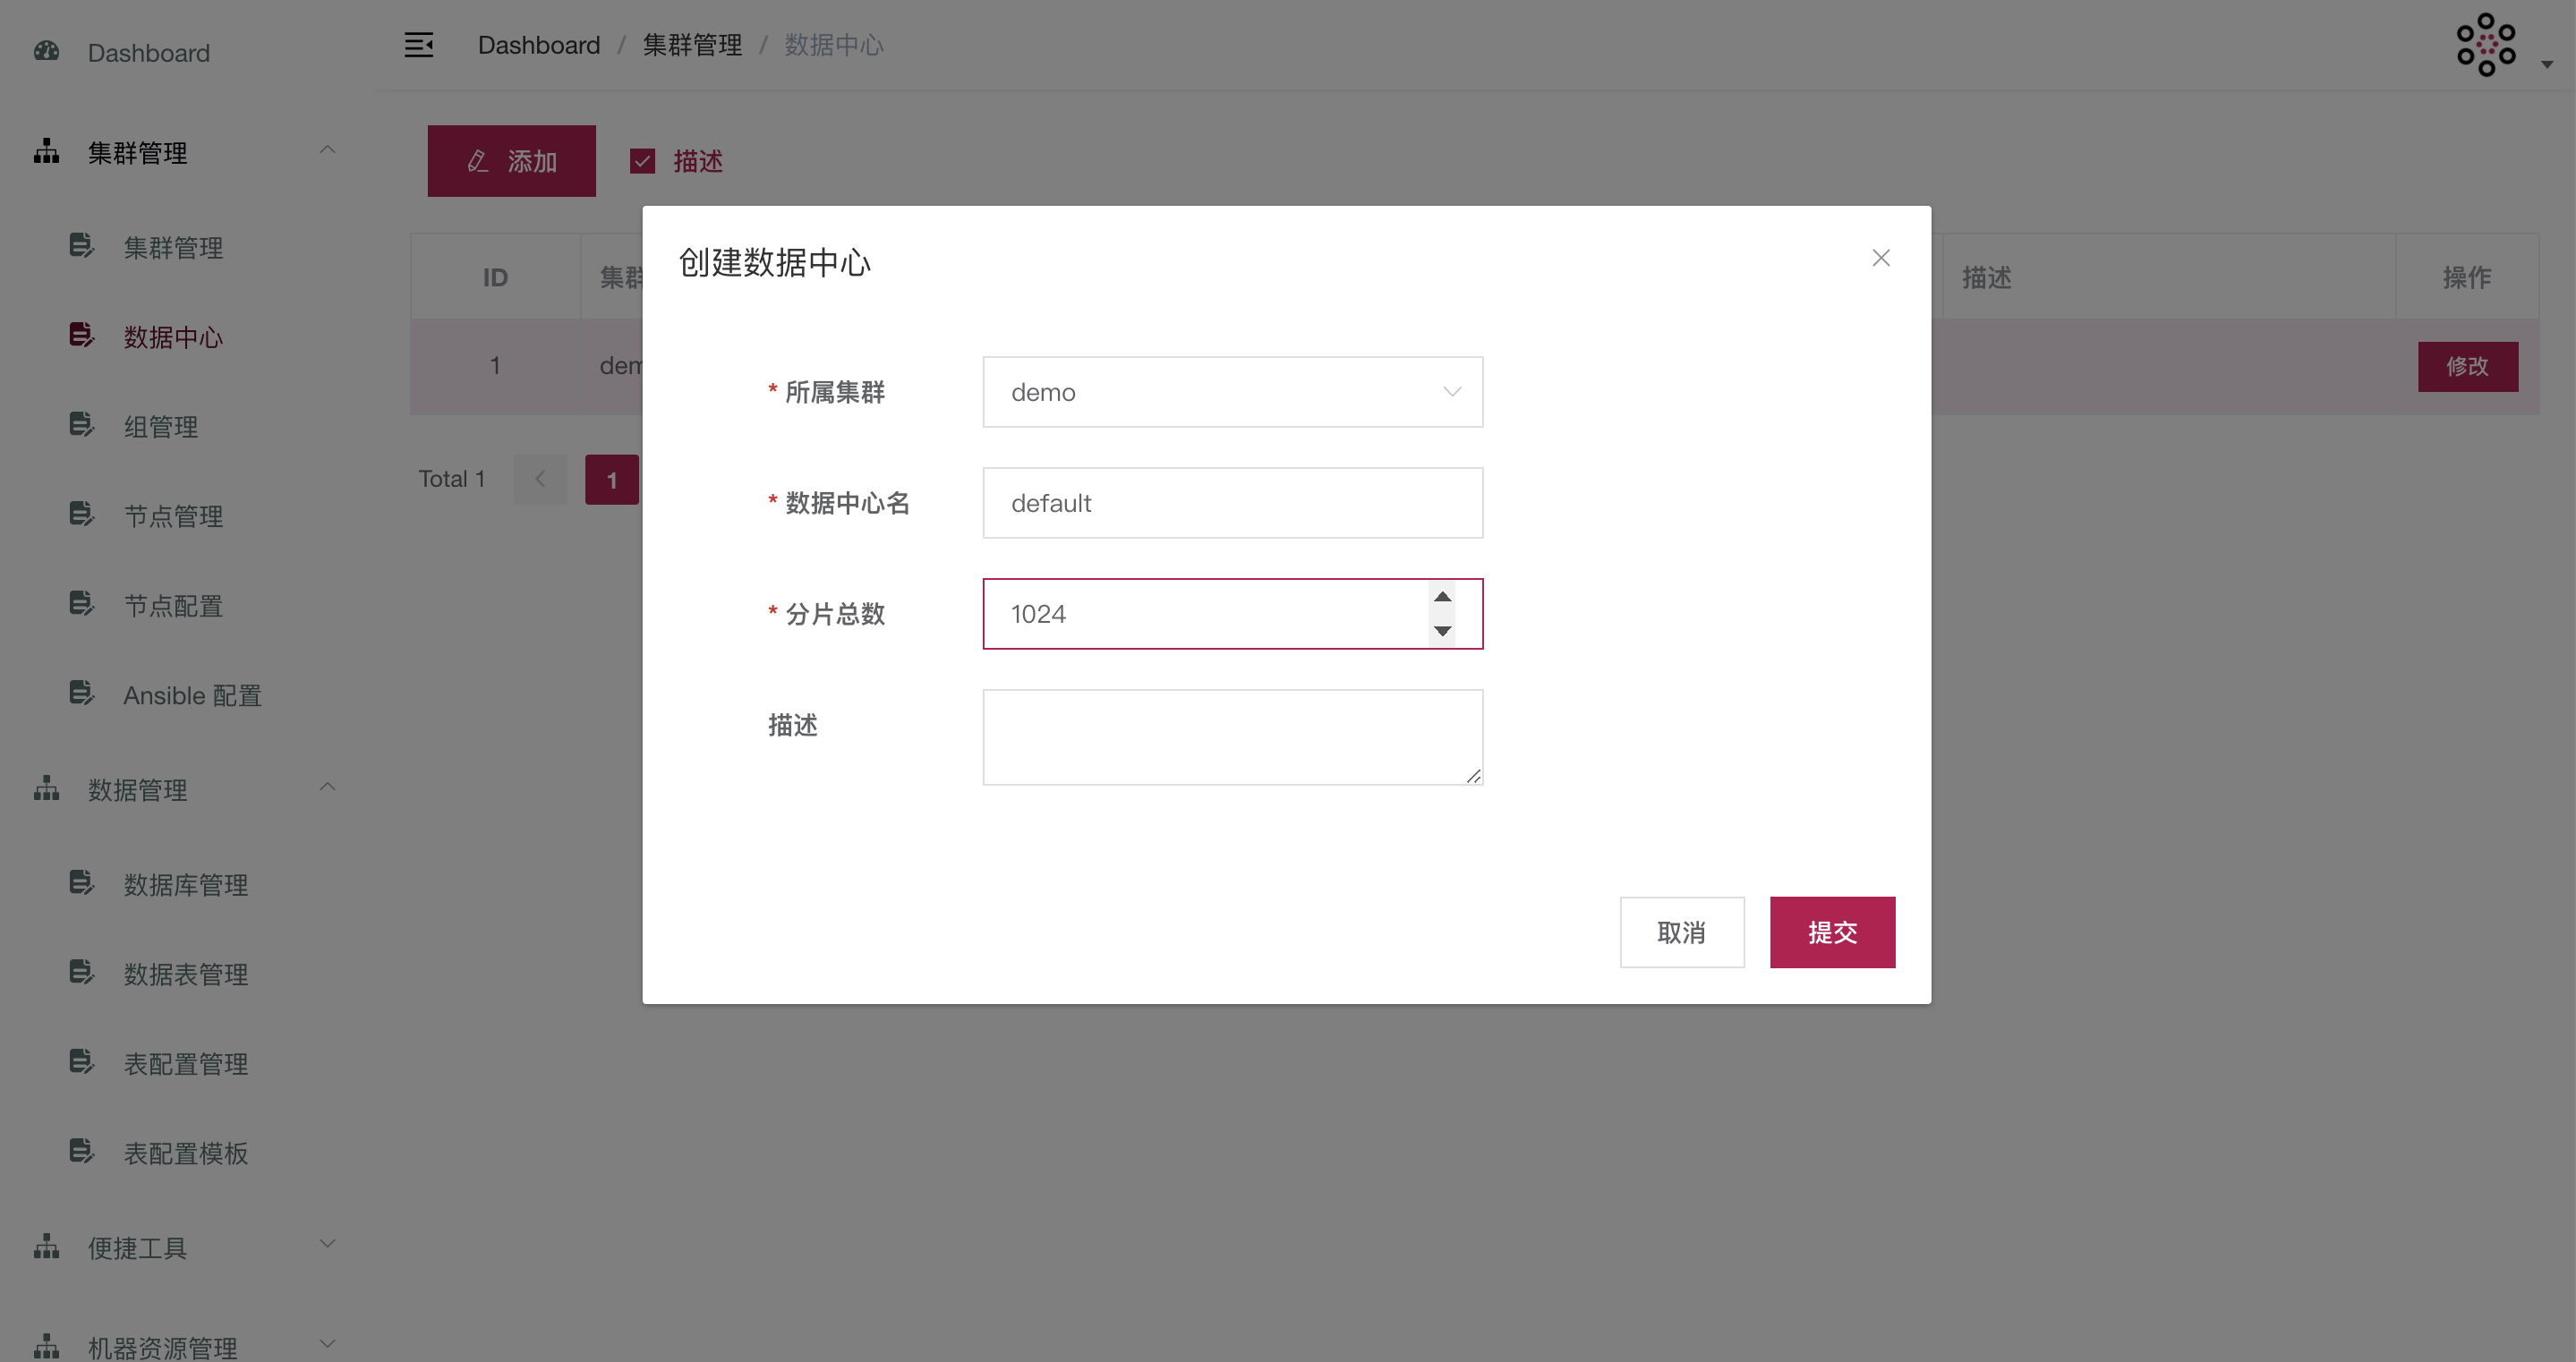 Dashboard
集群管理
集群管理
数据中心
组管理
节点管理
节点配置
Ansible 配置
数据管理
数据库管理
数据表管理
表配置管理
表配置模板
便捷工具
机器资源管理
Dashboard / 集群管理 / 数据中心
添加 描述
ID 集群 描述 操作
1 dem 修改
Total 1 1
创建数据中心
* 所属集群 demo
* 数据中心名 default
* 分片总数 1024
描述
取消 提交